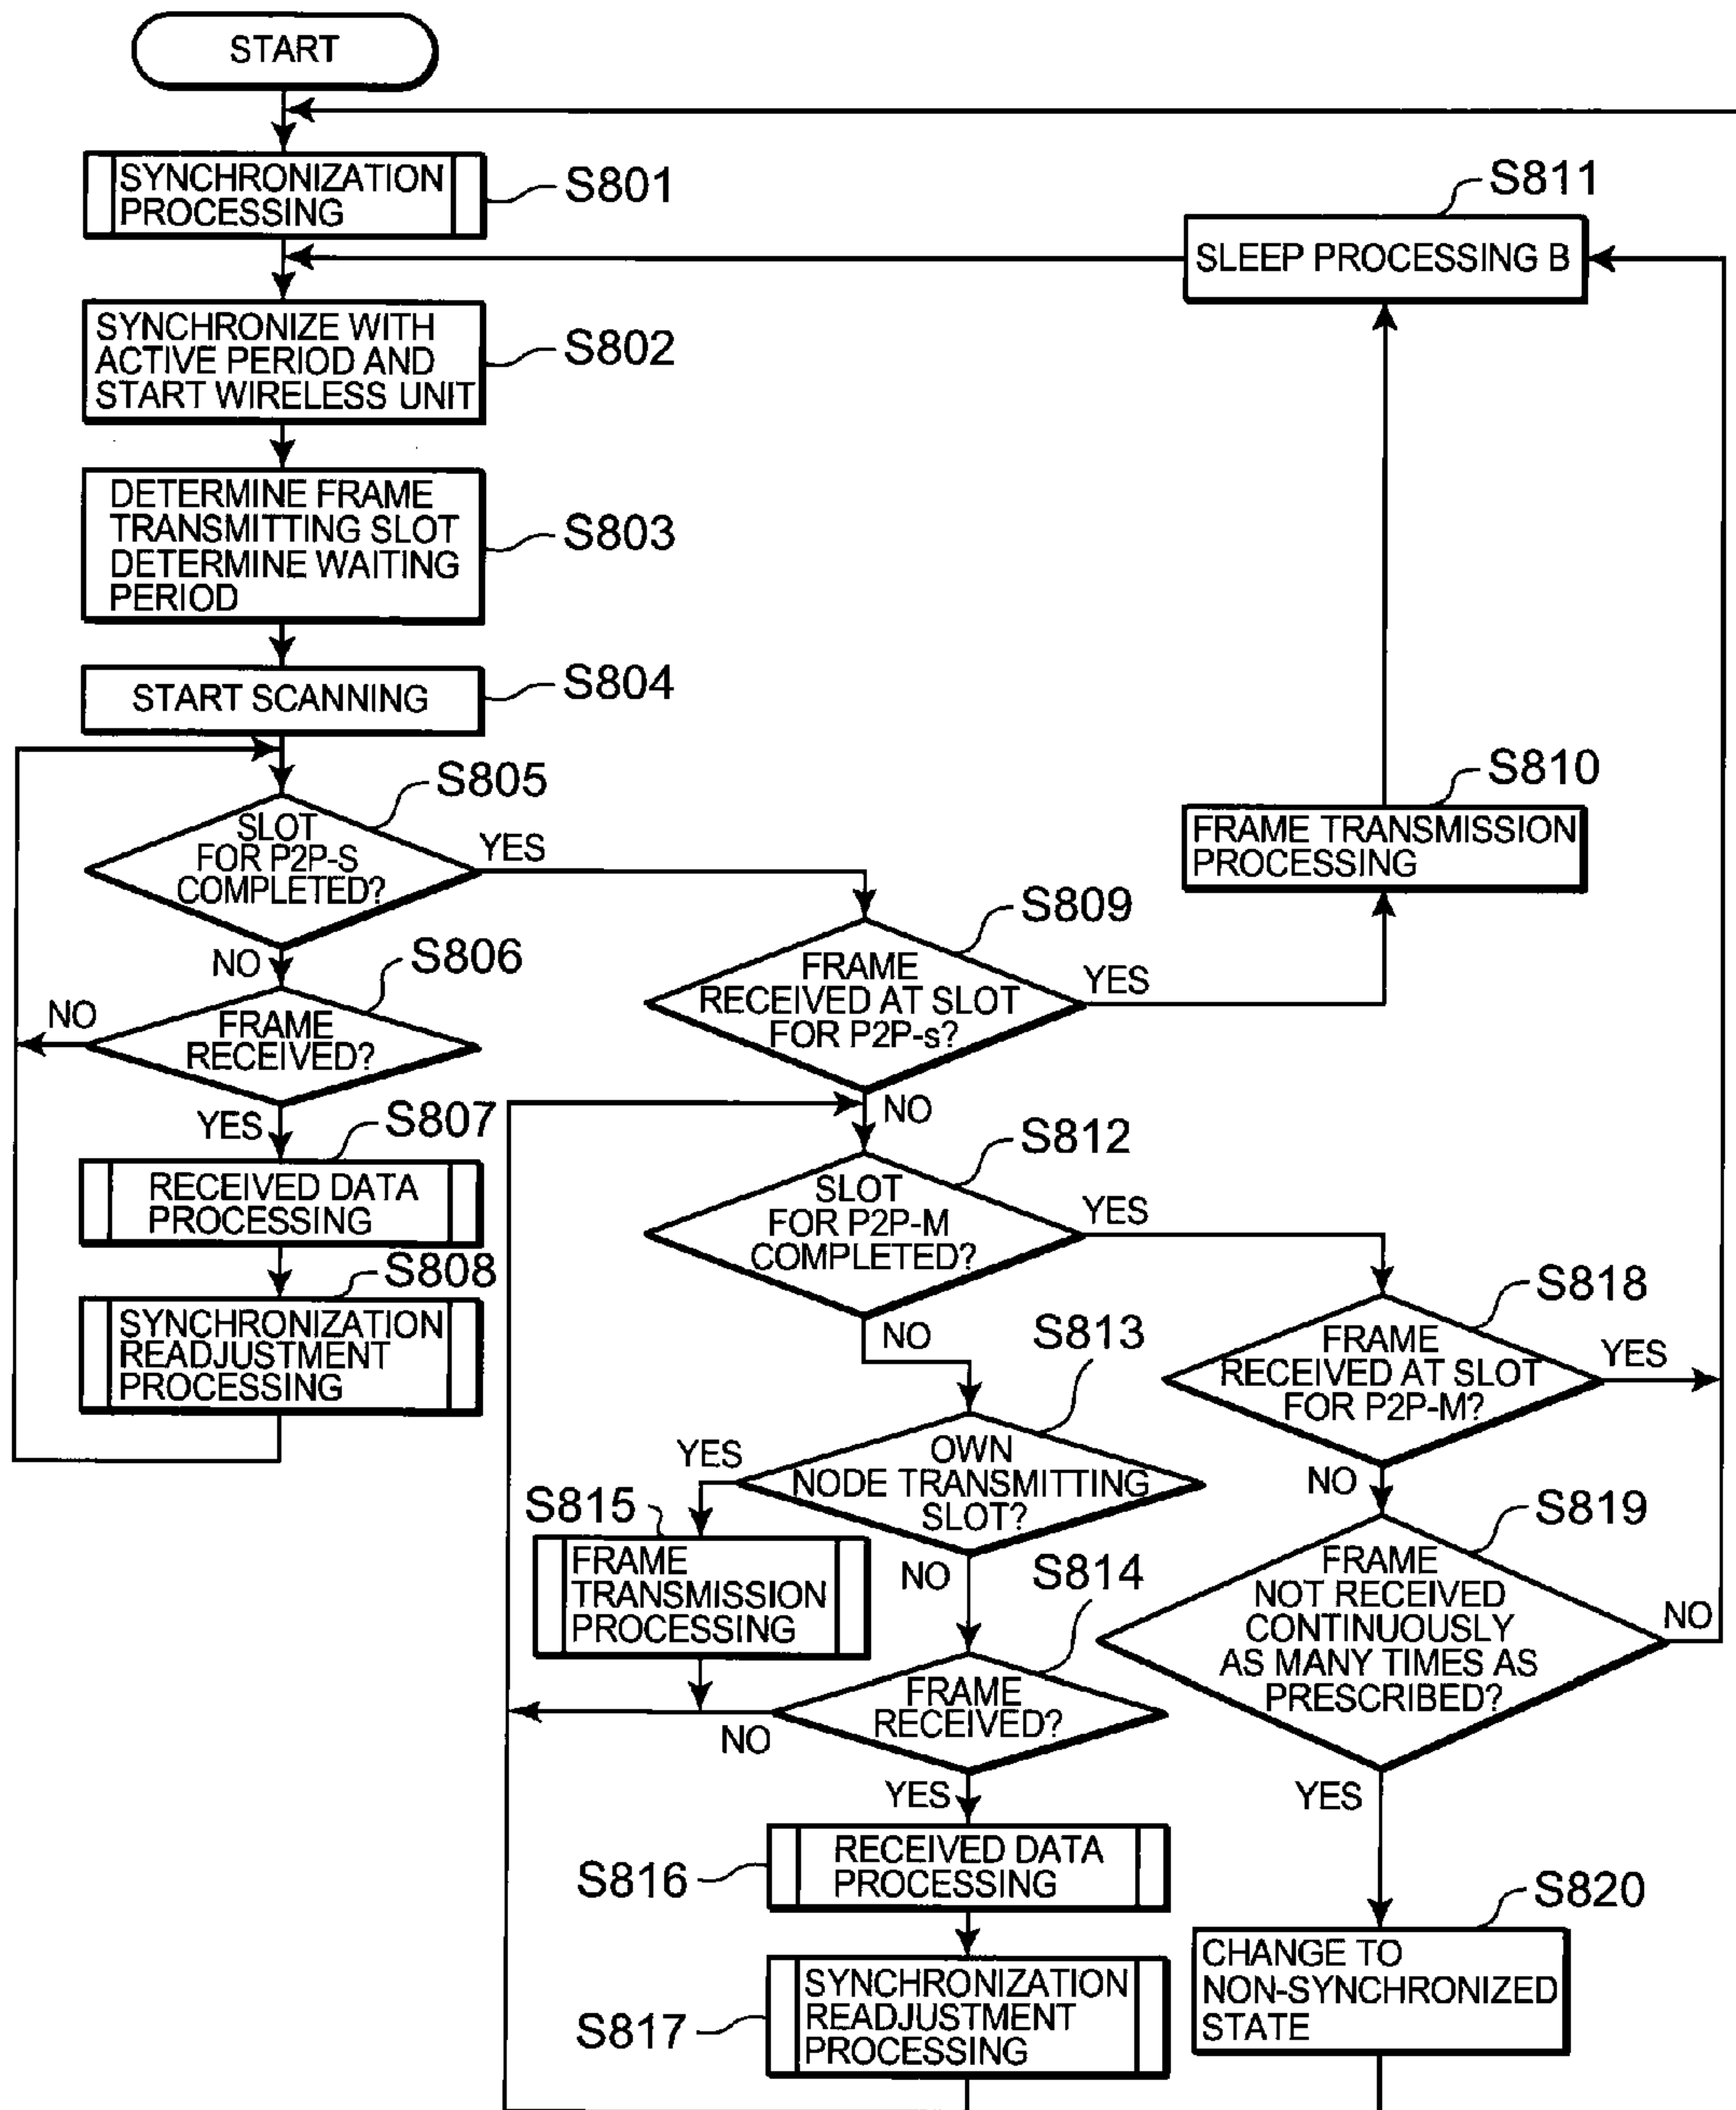 START
SYNCHRONIZATION
PROCESSING
S801
S811
SLEEP PROCESSING B
SYNCHRONIZE WITH
ACTIVE PERIOD AND
START WIRELESS UNIT
S802
DETERMINE FRAME
TRANSMITTING SLOT
DETERMINE WAITING
PERIOD
S803
START SCANNING
S804
S805
SLOT
FOR P2P-S
COMPLETED?
YES
NO
S810
FRAME TRANSMISSION
PROCESSING
S809
FRAME
RECEIVED AT SLOT
FOR P2P-s?
YES
NO
S806
FRAME
RECEIVED?
NO
YES
S807
RECEIVED DATA
PROCESSING
S808
SYNCHRONIZATION
READJUSTMENT
PROCESSING
S812
SLOT
FOR P2P-M
COMPLETED?
YES
NO
S818
FRAME
RECEIVED AT SLOT
FOR P2P-M?
YES
NO
S813
OWN
NODE TRANSMITTING
SLOT?
YES
NO
S815
FRAME
TRANSMISSION
PROCESSING
S814
FRAME
RECEIVED?
NO
YES
S819
FRAME
NOT RECEIVED
CONTINUOUSLY
AS MANY TIMES AS
PRESCRIBED?
NO
YES
S816
RECEIVED DATA
PROCESSING
S817
SYNCHRONIZATION
READJUSTMENT
PROCESSING
S820
CHANGE TO
NON-SYNCHRONIZED
STATE